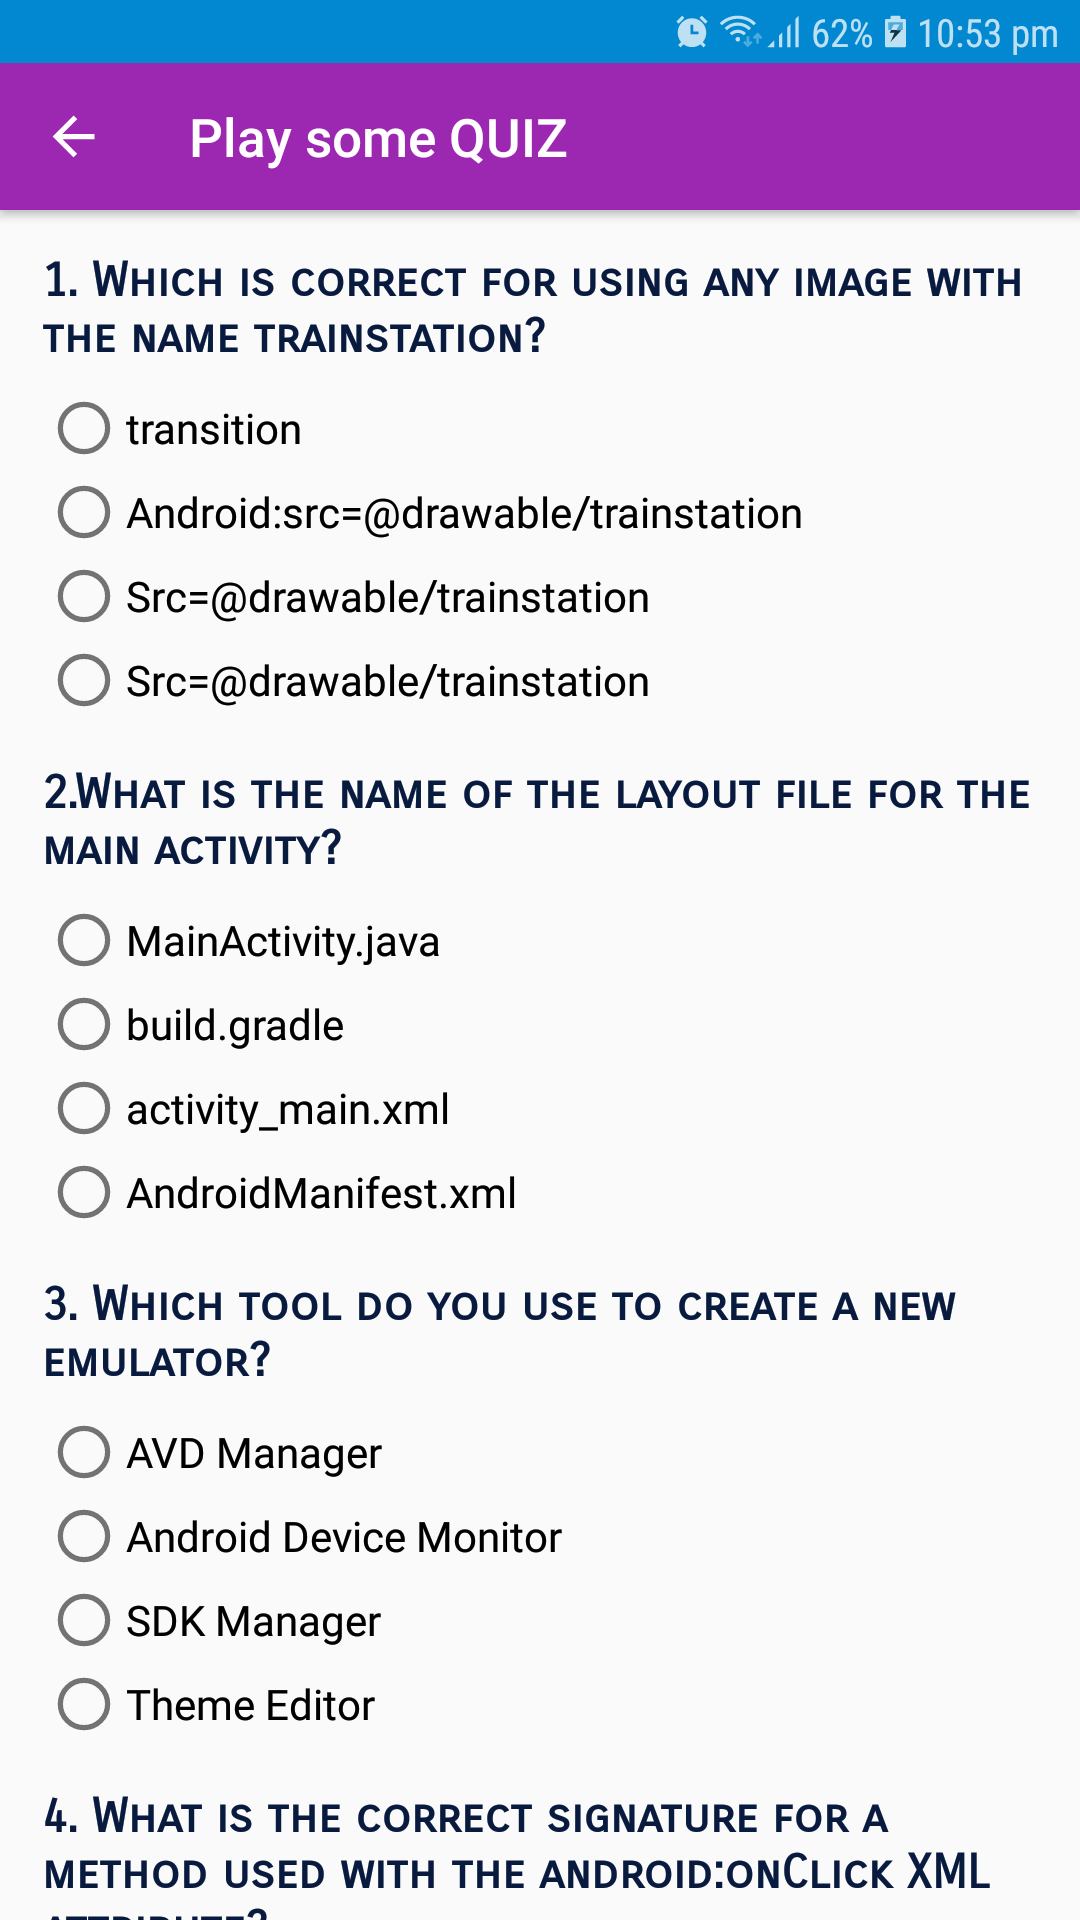 62% 10:53 pm
Play some QUIZ
1. Which is correct for using any image with
the name trainstation?
transition
Android:src=@drawable/trainstation
Src=@drawable/trainstation
Src=@drawable/trainstation
2.What is the name of the layout file for the
main activity?
MainActivity.java
build.gradle
activity_main.xml
AndroidManifest.xml
3. Which tool do you use to create a new
emulator?
AVD Manager
Android Device Monitor
SDK Manager
Theme Editor
4. What is the correct signature for a
method used with the android:onClick XML
attribute?